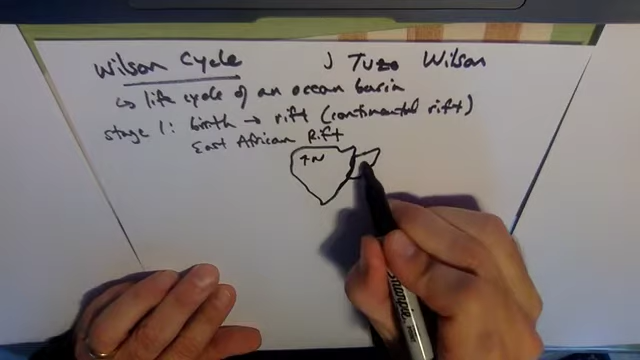 Wilson Cycle J Tuzo Wilson
↳ life cycle of an ocean basin
stage 1: birth → rift (continental rift)
East African Rift
↑N
Sharpie